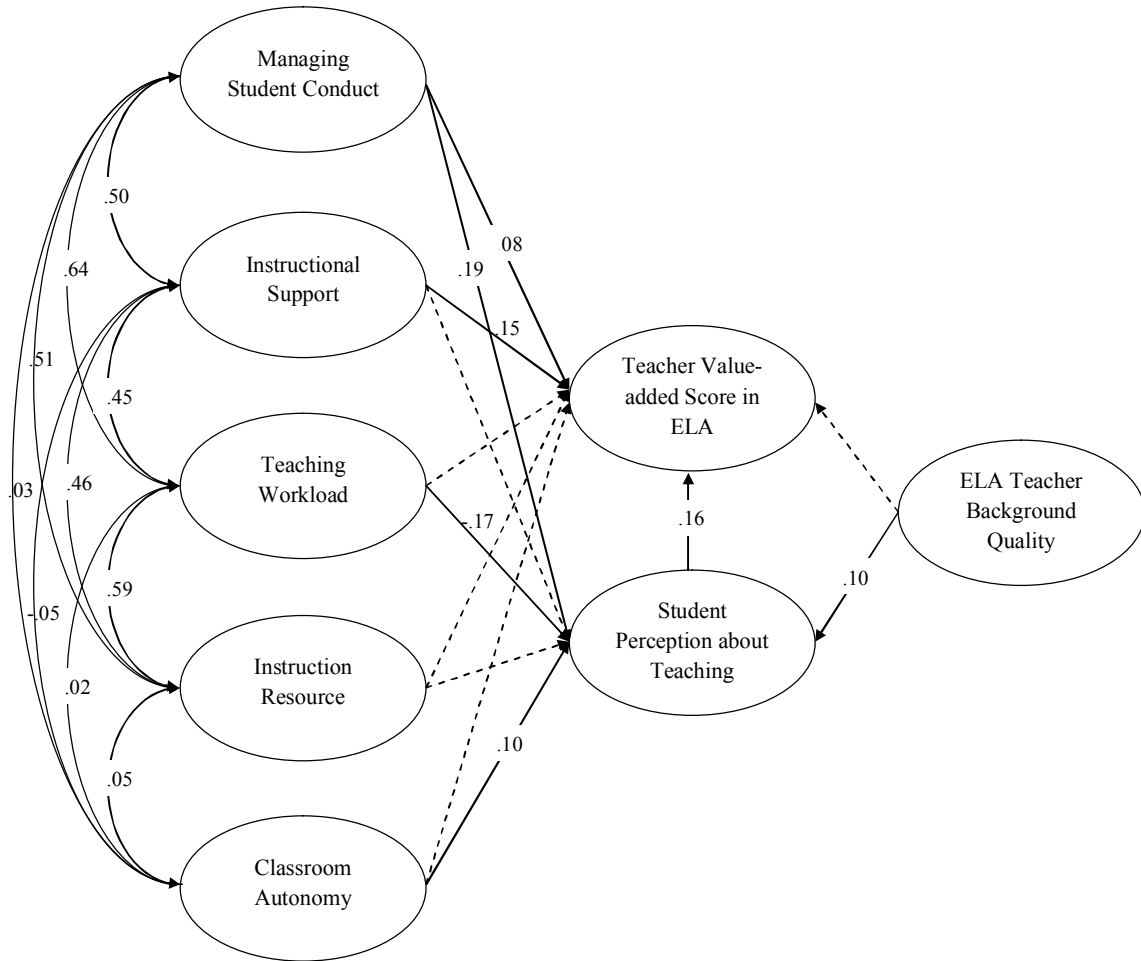 Managing
Student Conduct
.50
.08
Instructional
Support
.64
.19
.15
.51
.45
Teacher Value-
added Score in
ELA
Teaching
Workload
.03
.46
-.17
.16
ELA Teacher
Background
Quality
.59
.10
-.05
Student
Perception about
Teaching
Instruction
Resource
.02
.10
.05
Classroom
Autonomy